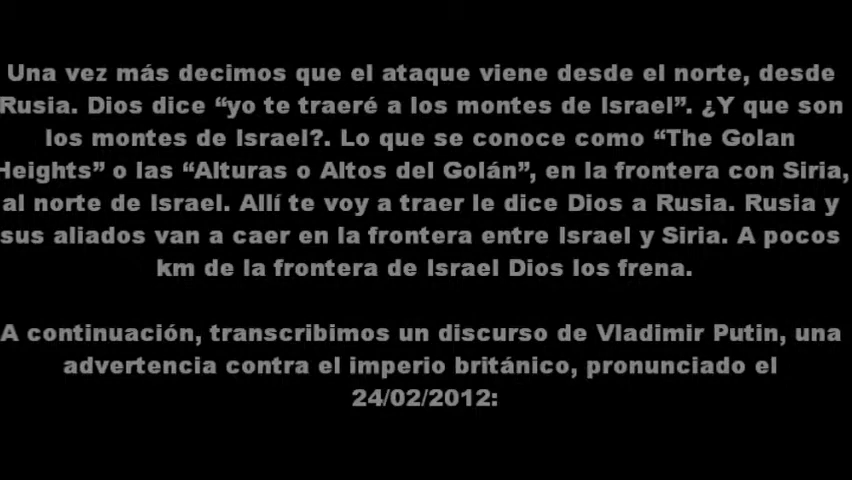 Una vez más decimos que el ataque viene desde el norte, desde
Rusia. Dios dice “yo te traeré a los montes de Israel”. ¿Y que son
los montes de Israel?. Lo que se conoce como “The Golan
Heights” o las “Alturas o Altos del Golán”, en la frontera con Siria,
al norte de Israel. Allí te voy a traer le dice Dios a Rusia. Rusia y
sus aliados van a caer en la frontera entre Israel y Siria. A pocos
km de la frontera de Israel Dios los frena.
A continuación, transcribimos un discurso de Vladimir Putin, una
advertencia contra el imperio británico, pronunciado el
24/02/2012: